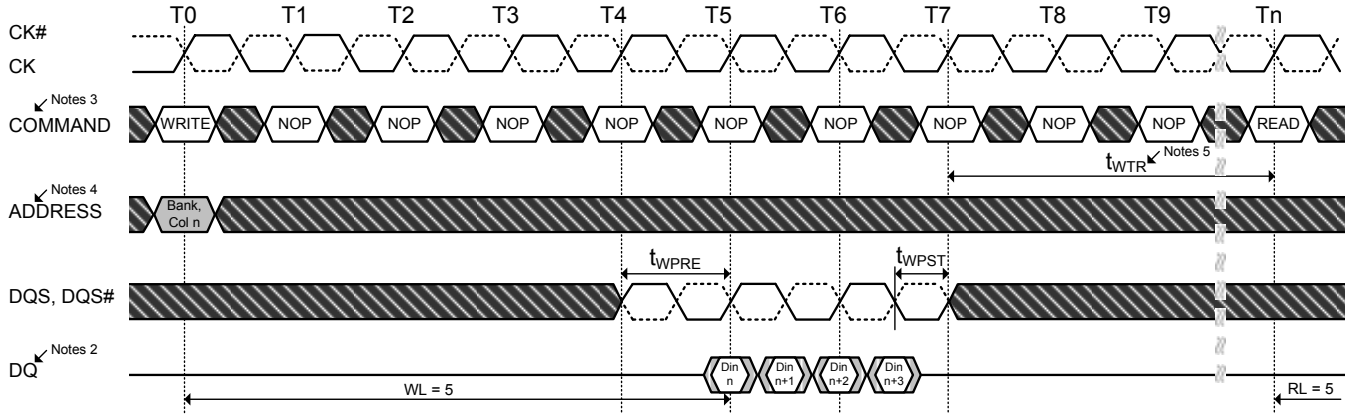 T0 T1 T2 T3 T4 T5 T6 T7 T8 T9 Tn
CK#
CK
Notes 3
COMMAND WRITE NOP NOP NOP NOP NOP NOP NOP NOP NOP READ
tWTR Notes 5
Notes 4
ADDRESS Bank,
Col n
tWPRE tWPST
DQS, DQS#
Notes 2
DQ
Din
n
Din
n+1
Din
n+2
Din
n+3
WL = 5 RL = 5